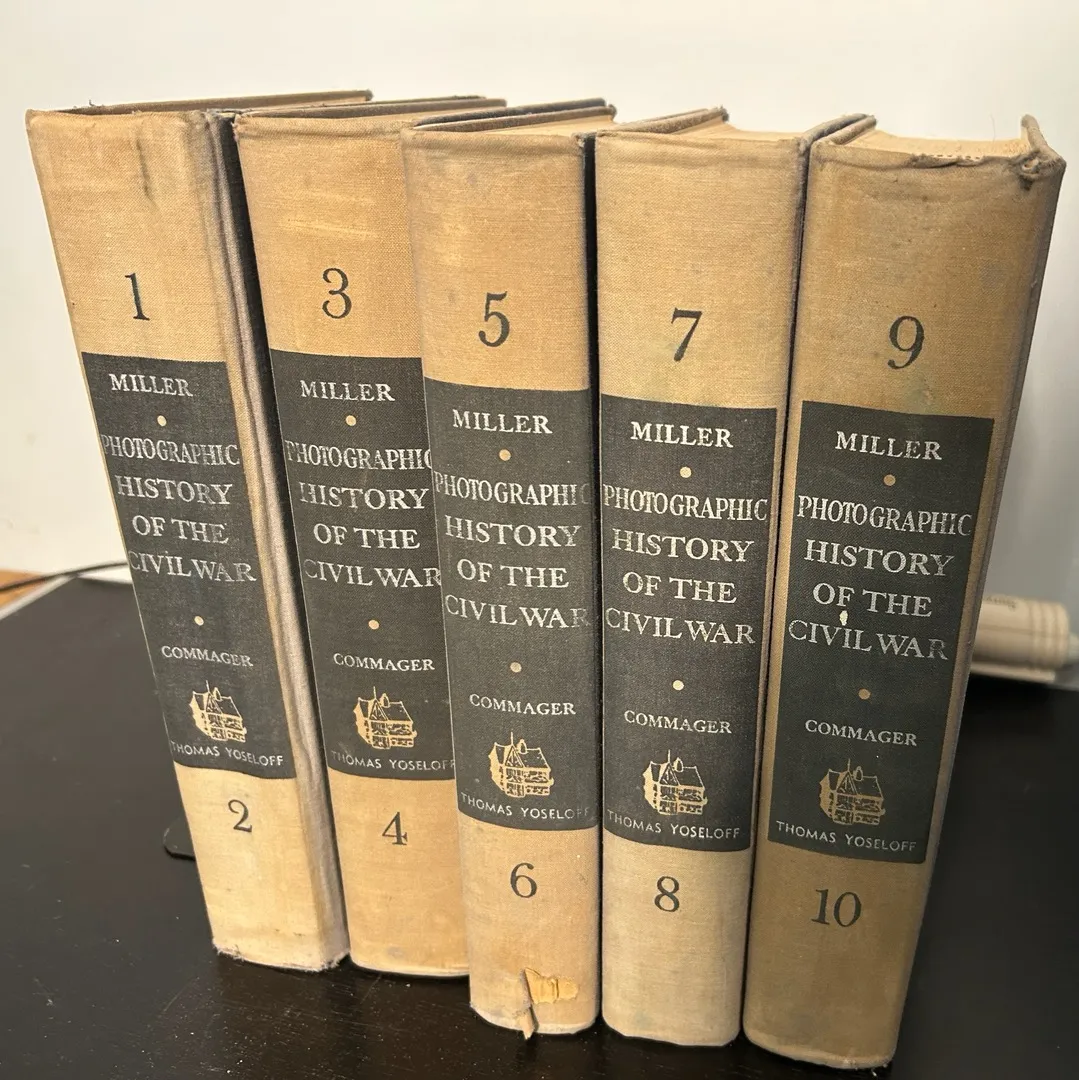 1
MILLER
PHOTOGRAPHIC
HISTORY
OF THE
CIVIL WAR
COMMAGER
THOMAS YOSELOFF
2
3
MILLER
PHOTOGRAPHIC
HISTORY
OF THE
CIVIL WAR
COMMAGER
THOMAS YOSELOFF
4
5
MILLER
PHOTOGRAPHIC
HISTORY
OF THE
CIVIL WAR
COMMAGER
THOMAS YOSELOFF
6
7
MILLER
PHOTOGRAPHIC
HISTORY
OF THE
CIVIL WAR
COMMAGER
THOMAS YOSELOFF
8
9
MILLER
PHOTOGRAPHIC
HISTORY
OF THE
CIVIL WAR
COMMAGER
THOMAS YOSELOFF
10